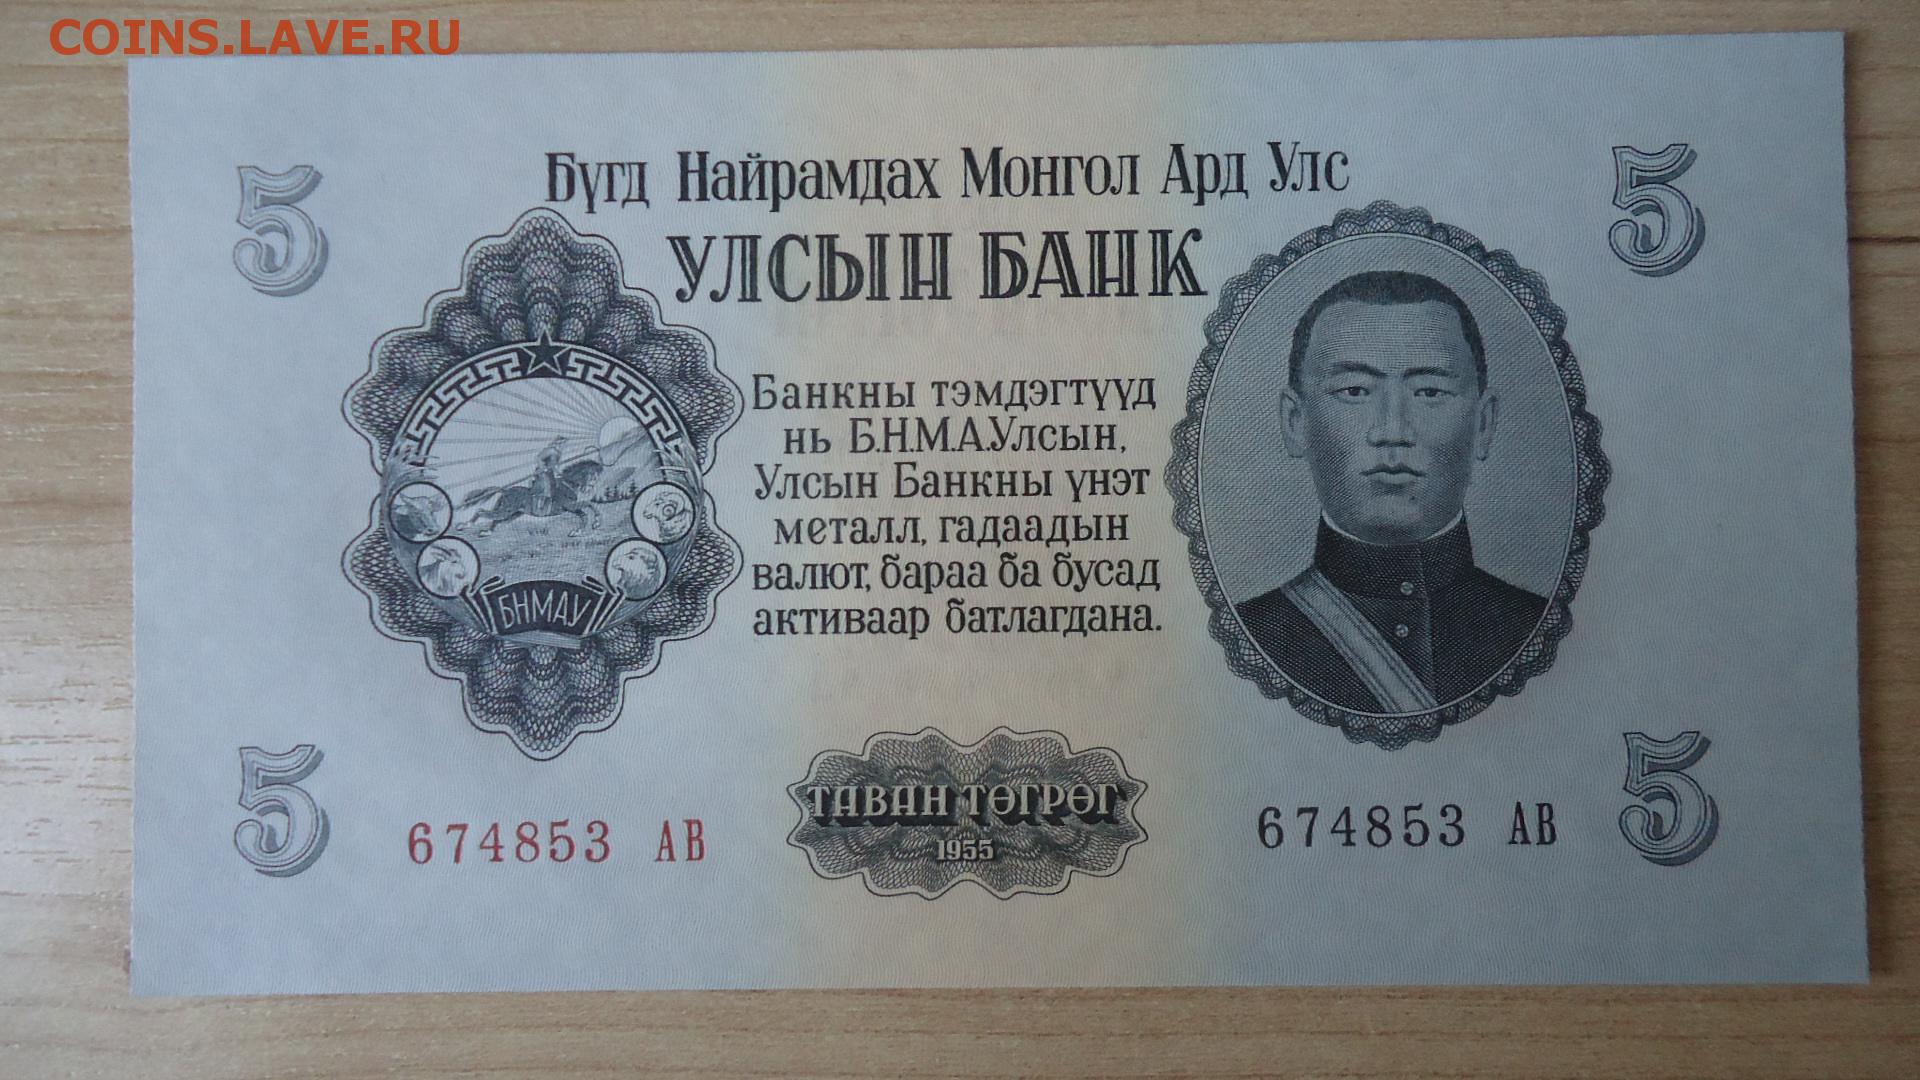 COINS.LAVE.RU
Бүгд Найрамдах Монгол Ард Улс
УЛСЫН БАНК
5
5
Банкны тэмдэгтүүд
нь Б.Н.М.А.Улсын,
Улсын Банкны үнэт
металл, гадаадын
валют, бараа ба бусад
активаар батлагдана.
БНМАУ
5
5
ТАВАН ТӨГРӨГ
1955
674853 АВ
674853 АВ